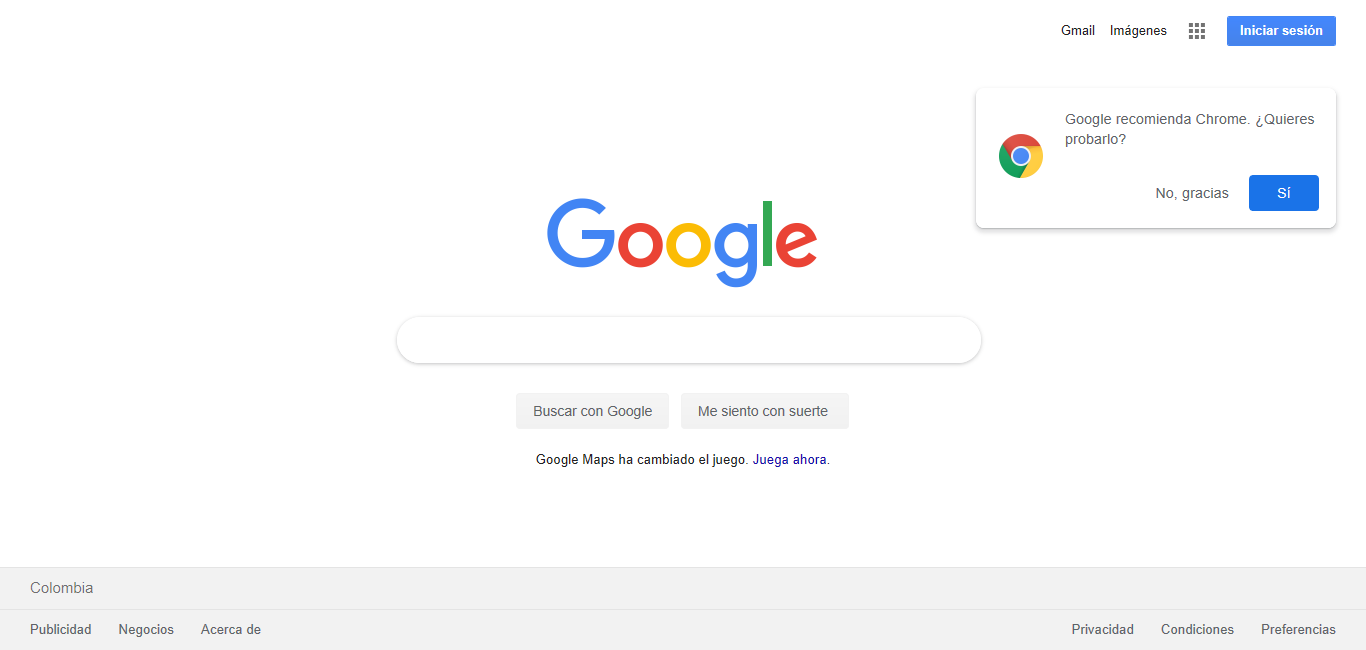 Gmail Imágenes Iniciar sesión
Google recomienda Chrome. ¿Quieres
probarlo?
No, gracias Sí
Google
Buscar con Google Me siento con suerte
Google Maps ha cambiado el juego. Juega ahora.
Colombia
Publicidad Negocios Acerca de Privacidad Condiciones Preferencias